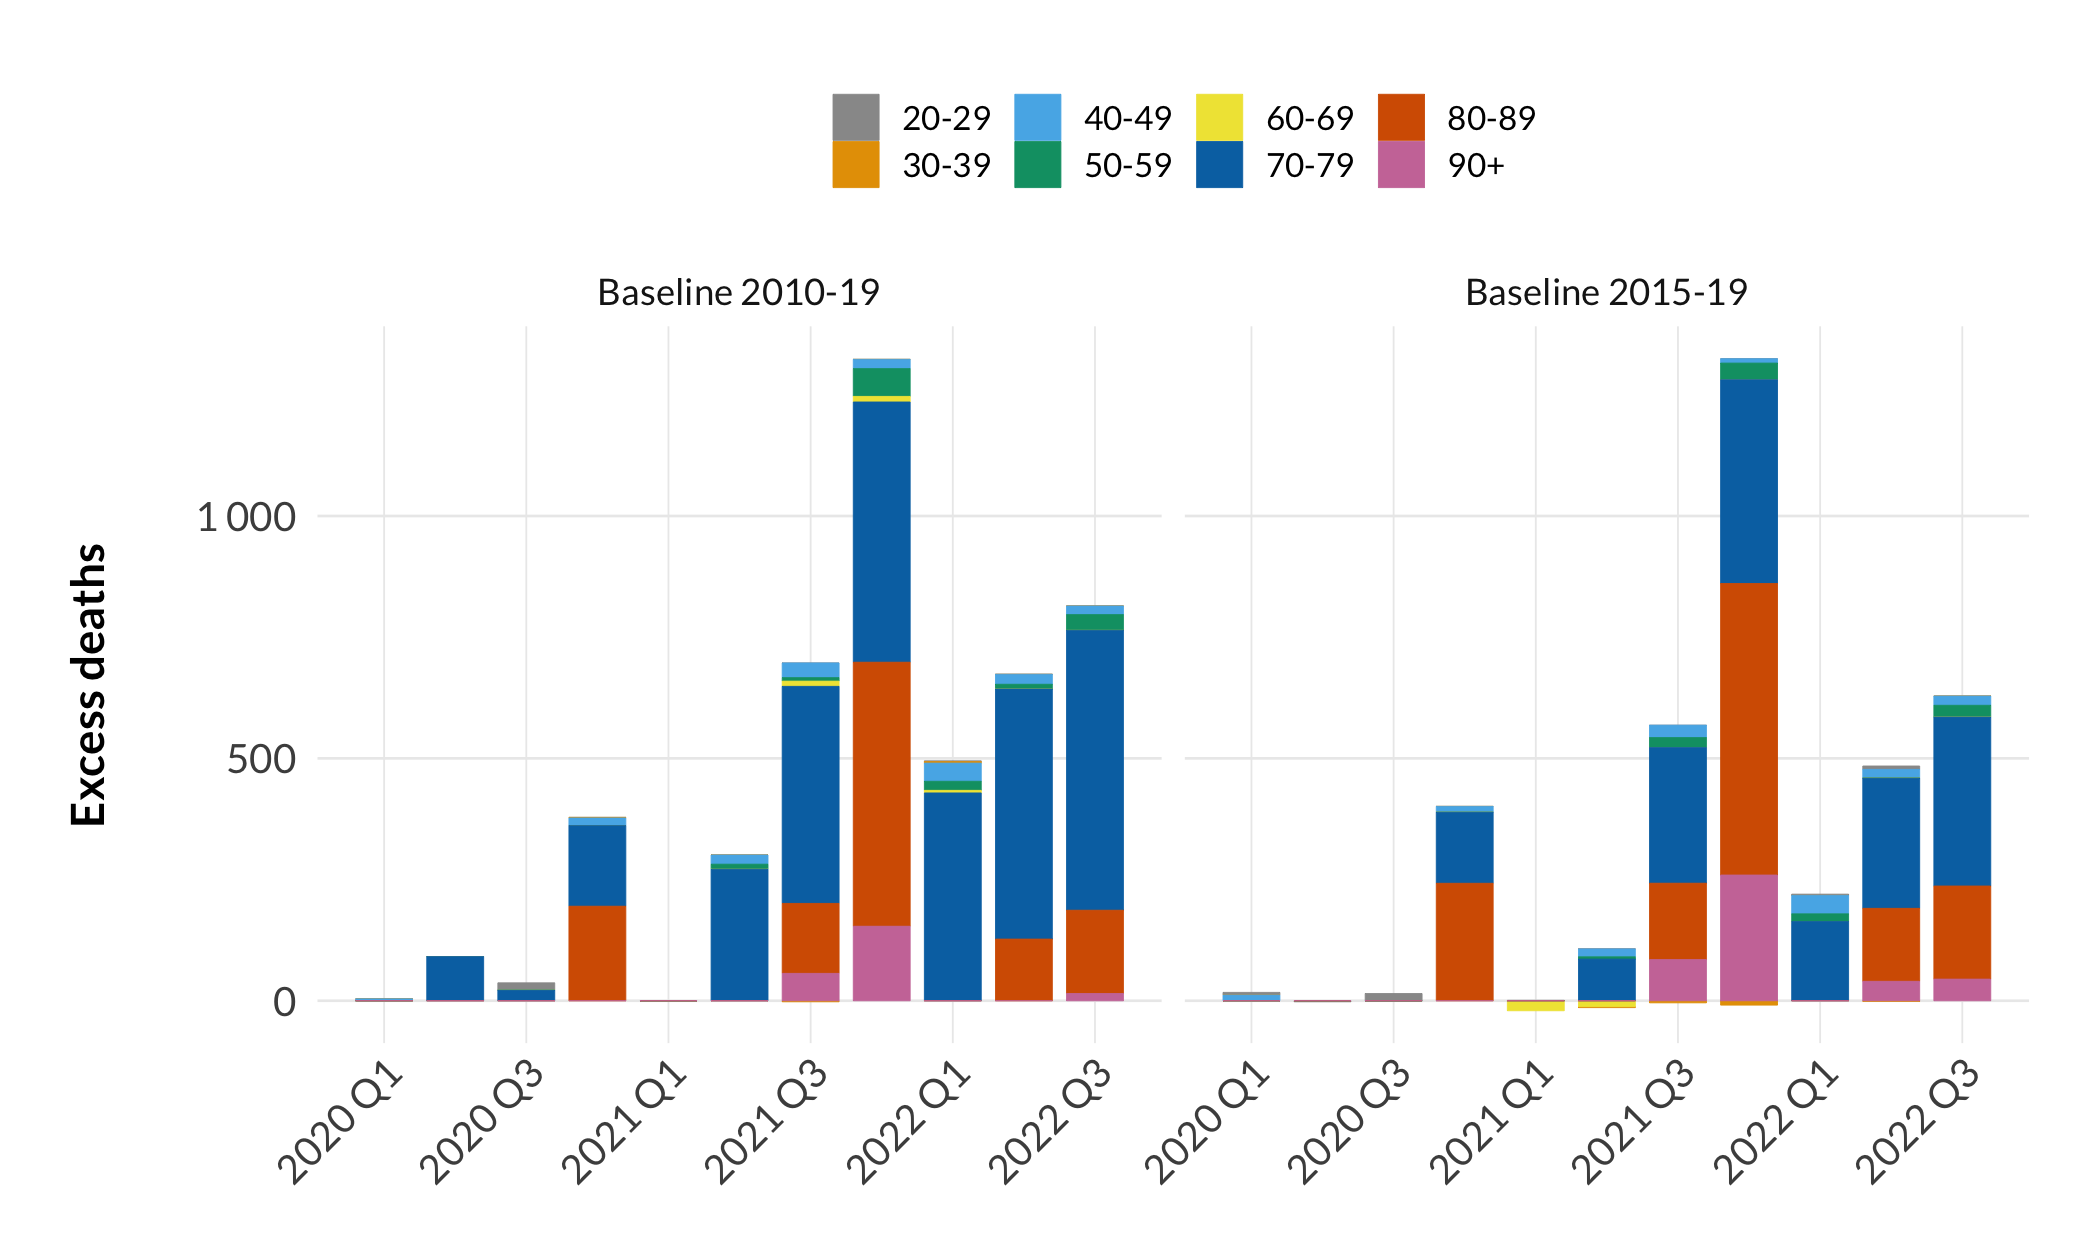 20-29 40-49 60-69 80-89
30-39 50-59 70-79 90+
Baseline 2010-19 Baseline 2015-19
Excess deaths
1 000
500
0
2020 Q1 2020 Q3 2021 Q1 2021 Q3 2022 Q1 2022 Q3 2020 Q1 2020 Q3 2021 Q1 2021 Q3 2022 Q1 2022 Q3